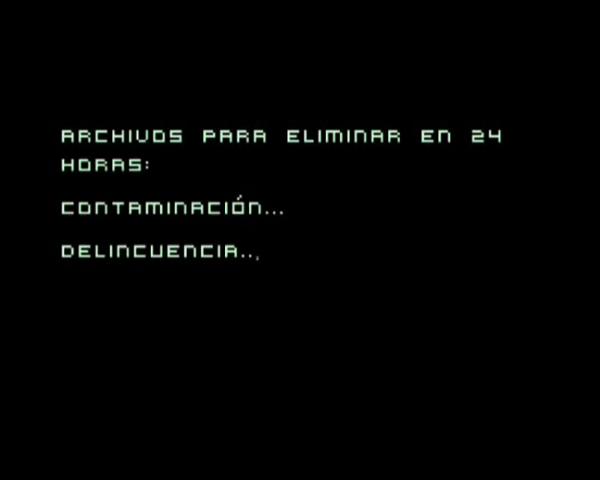 ARCHIVOS PARA ELIMINAR EN 24
HORAS:
CONTAMINACIÓN...
DELINCUENCIA...